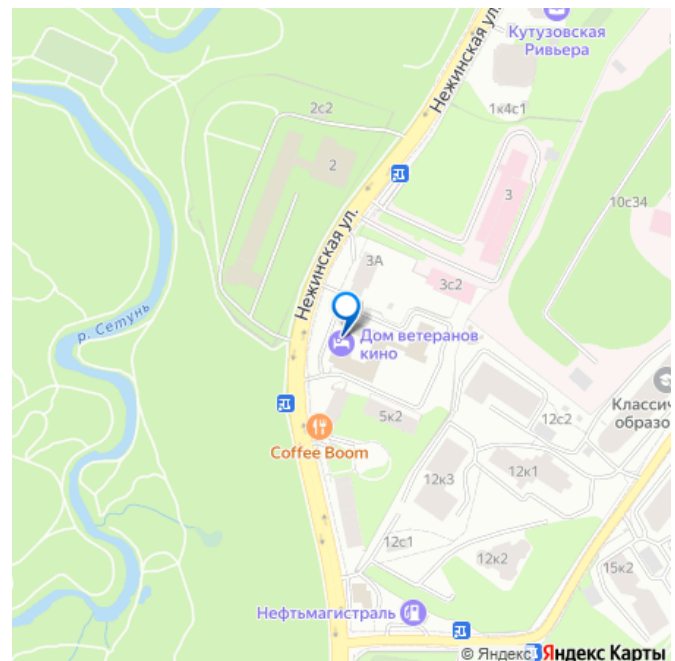 Кутузовская
Ривьера
Нежинская ул.
2с2
1к4с1
2
3
10с34
3А
Нежинская ул.
3с2
р. Сетунь
Дом ветеранов
кино
Классич
образо
5к2
12с2
Coffee Boom
12к3
12к1
12с1
12к2
15к2
Нефтьмагистраль
© Яндекс
Яндекс Карты